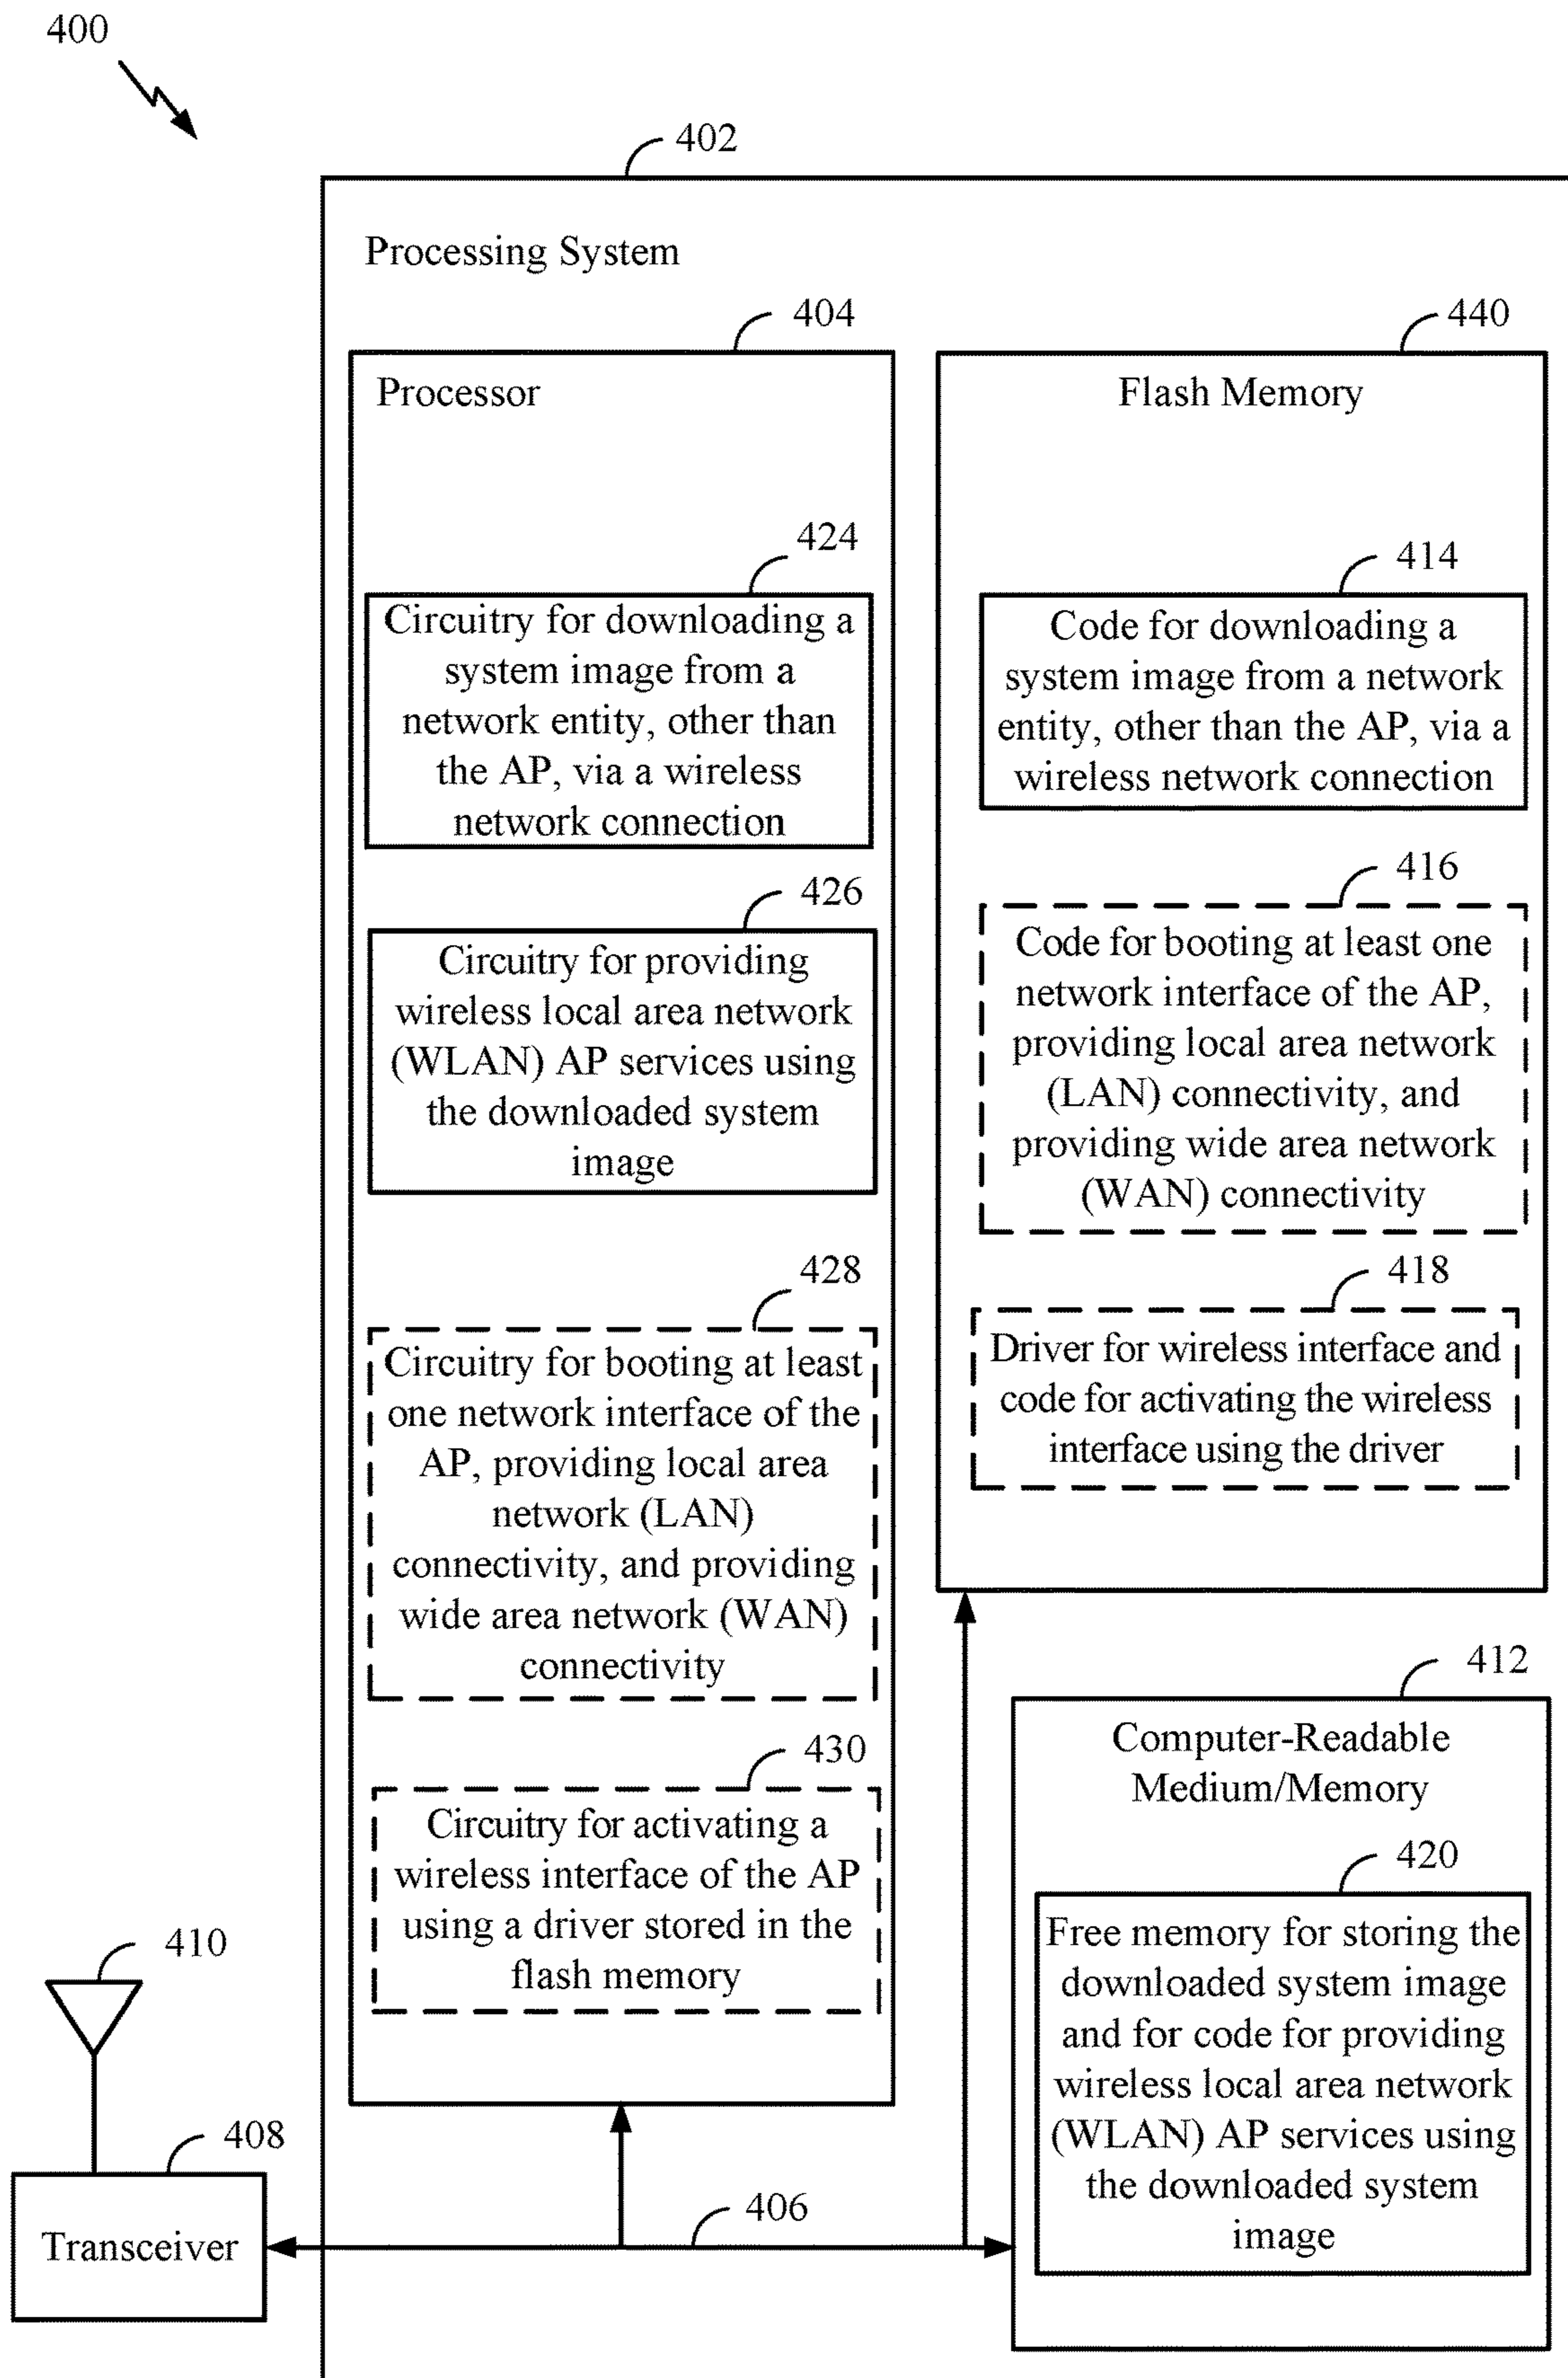 400
402
Processing System
404
Processor
424
Circuitry for downloading a
system image from a
network entity, other than
the AP, via a wireless
network connection
426
Circuitry for providing
wireless local area network
(WLAN) AP services using
the downloaded system
image
428
Circuitry for booting at least
one network interface of the
AP, providing local area
network (LAN)
connectivity, and providing
wide area network (WAN)
connectivity
430
Circuitry for activating a
wireless interface of the AP
using a driver stored in the
flash memory
440
Flash Memory
414
Code for downloading a
system image from a network
entity, other than the AP, via a
wireless network connection
416
Code for booting at least one
network interface of the AP,
providing local area network
(LAN) connectivity, and
providing wide area network
(WAN) connectivity
418
Driver for wireless interface and
code for activating the wireless
interface using the driver
412
Computer-Readable
Medium/Memory
420
Free memory for storing the
downloaded system image
and for code for providing
wireless local area network
(WLAN) AP services using
the downloaded system
image
410
408
Transceiver
406